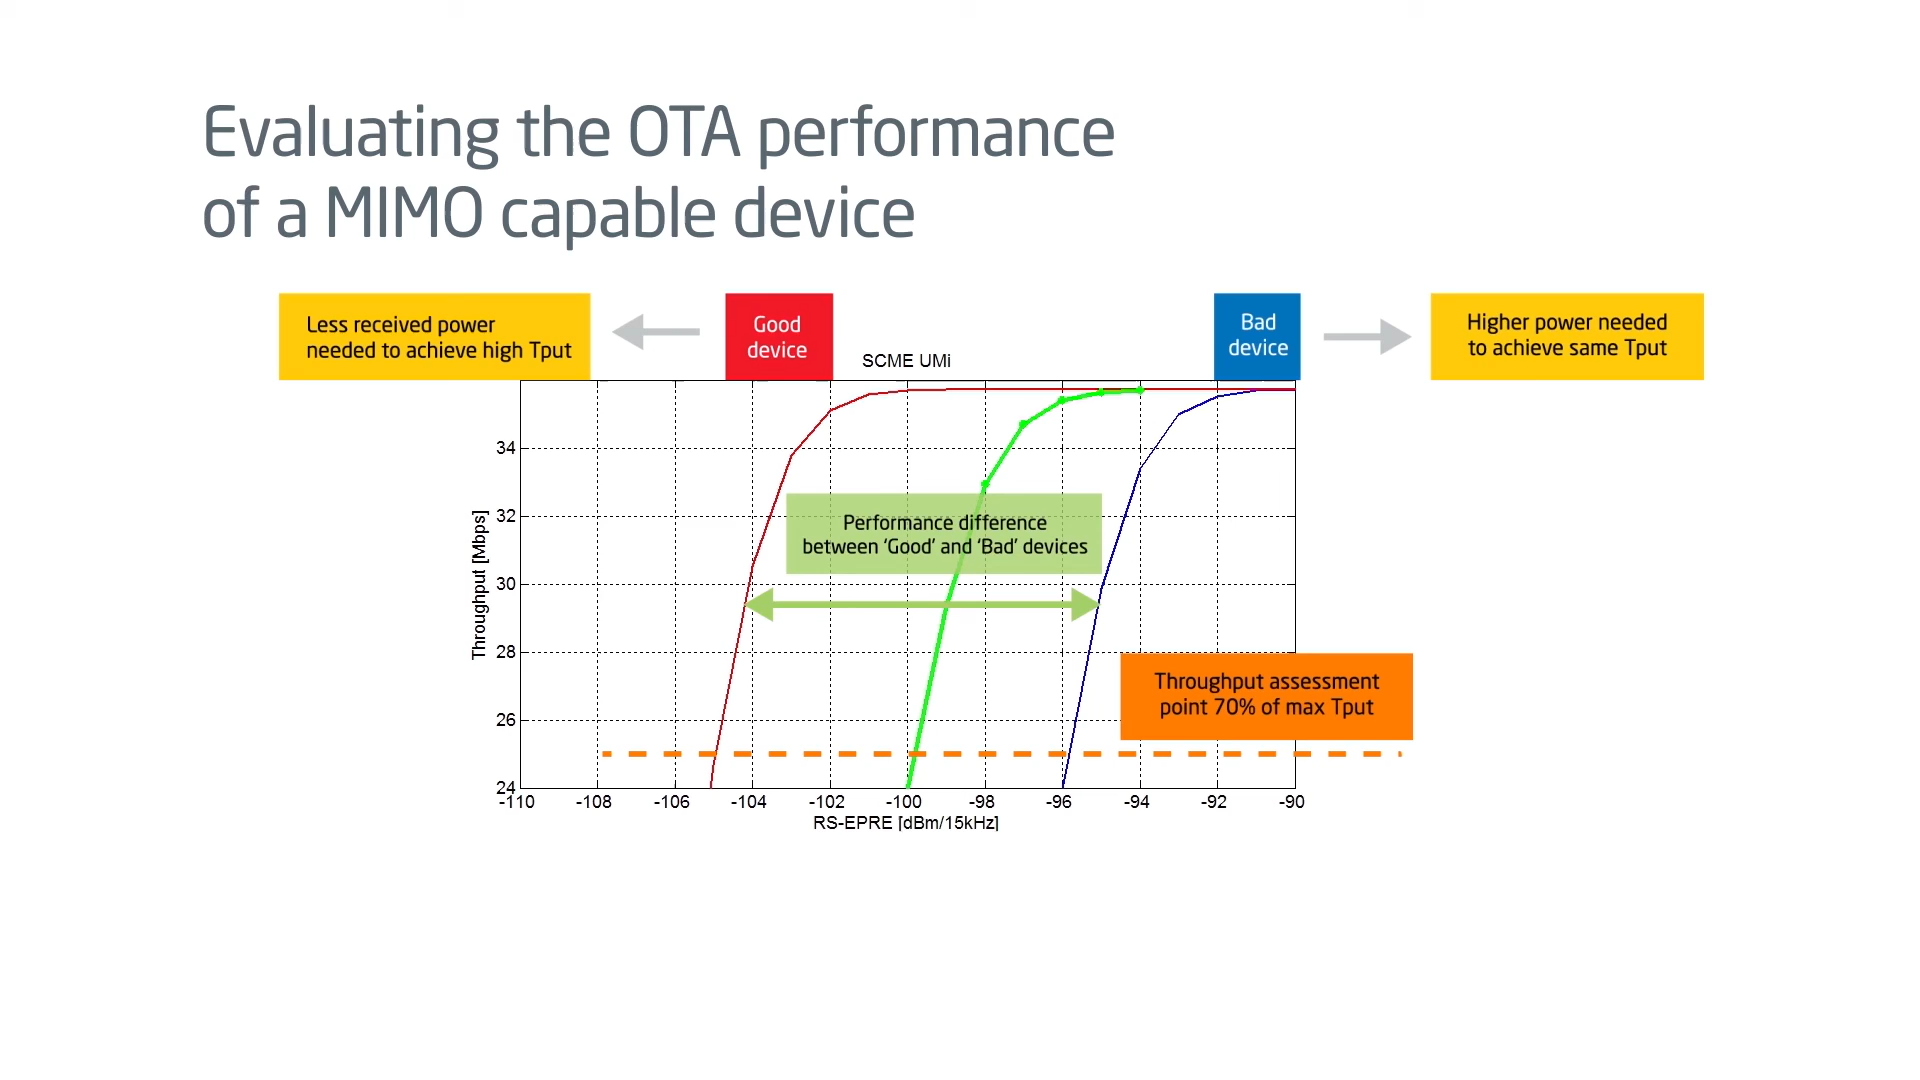 Evaluating the OTA performance
of a MIMO capable device
Less received power
needed to achieve high Tput
Good
device
Bad
device
Higher power needed
to achieve same Tput
SCME UMi
34
32
30
28
26
24
Throughput [Mbps]
Performance difference
between ‘Good’ and ‘Bad’ devices
Throughput assessment
point 70% of max Tput
-110 -108 -106 -104 -102 -100 -98 -96 -94 -92 -90
RS-EPRE [dBm/15kHz]